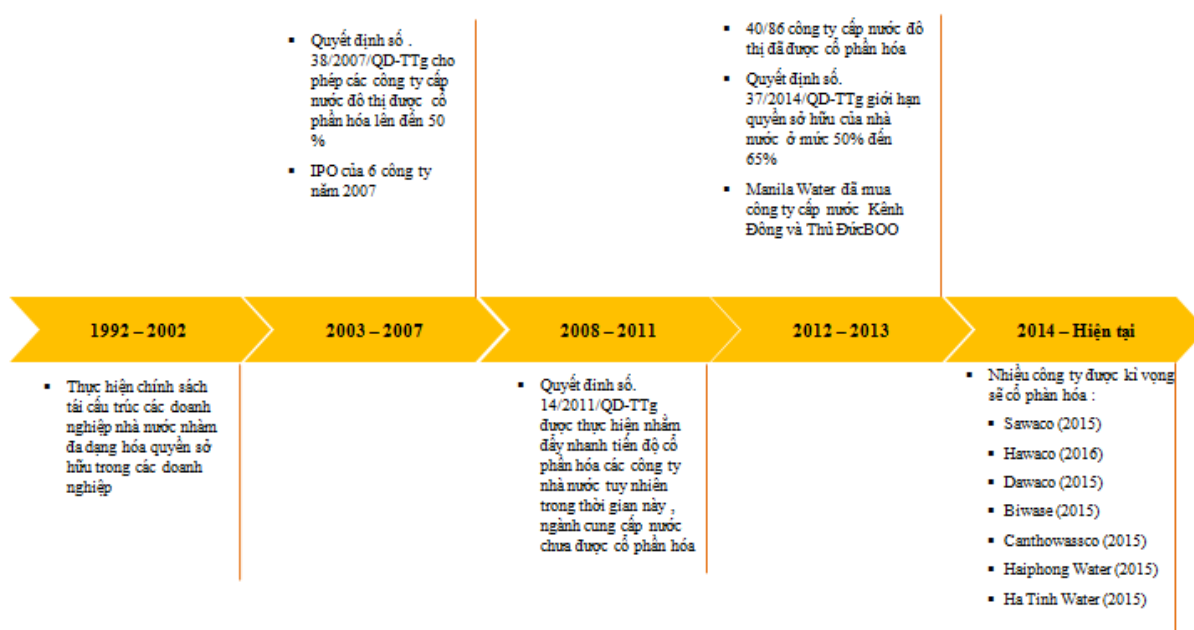 ▪ Quyết định số .
38/2007/QD-TTg cho
phép các công ty cấp
nước đô thị được cổ
phần hóa lên đến 50
%
▪ IPO của 6 công ty
năm 2007
▪ 40/86 công ty cấp nước đô
thị đã được cổ phần hóa
▪ Quyết định số.
37/2014/QD-TTg giới hạn
quyền sở hữu của nhà
nước ở mức 50% đến
65%
▪ Manila Water đã mua
công ty cấp nước Kênh
Đông và Thủ ĐứcBOO
1992 – 2002
2003 – 2007
2008 – 2011
2012 – 2013
2014 – Hiện tại
▪ Thực hiện chính sách
tái cấu trúc các doanh
nghiệp nhà nước nhàm
đa dạng hóa quyền sở
hữu trong các doanh
nghiệp
▪ Quyết đinh số.
14/2011/QD-TTg
được thực hiện nhằm
đẩy nhanh tiến độ cổ
phần hóa các công ty
nhà nước tuy nhiên
trong thời gian này ,
ngành cung cấp nước
chưa được cổ phần hóa
▪ Nhiều công ty được kì vọng
sẽ cổ phàn hóa :
▪ Sawaco (2015)
▪ Hawaco (2016)
▪ Dawaco (2015)
▪ Biwase (2015)
▪ Canthowassco (2015)
▪ Haiphong Water (2015)
▪ Ha Tinh Water (2015)